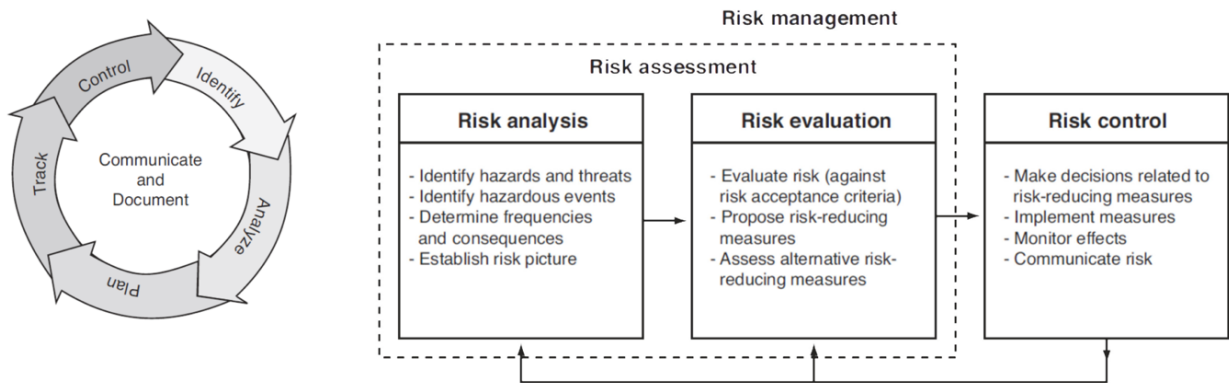 Control
Identify
Analyze
Plan
Track
Communicate
and
Document
Risk management
Risk assessment
Risk analysis
- Identify hazards and threats
- Identify hazardous events
- Determine frequencies
and consequences
- Establish risk picture
Risk evaluation
- Evaluate risk (against
risk acceptance criteria)
- Propose risk-reducing
measures
- Assess alternative risk-
reducing measures
Risk control
- Make decisions related to
risk-reducing measures
- Implement measures
- Monitor effects
- Communicate risk